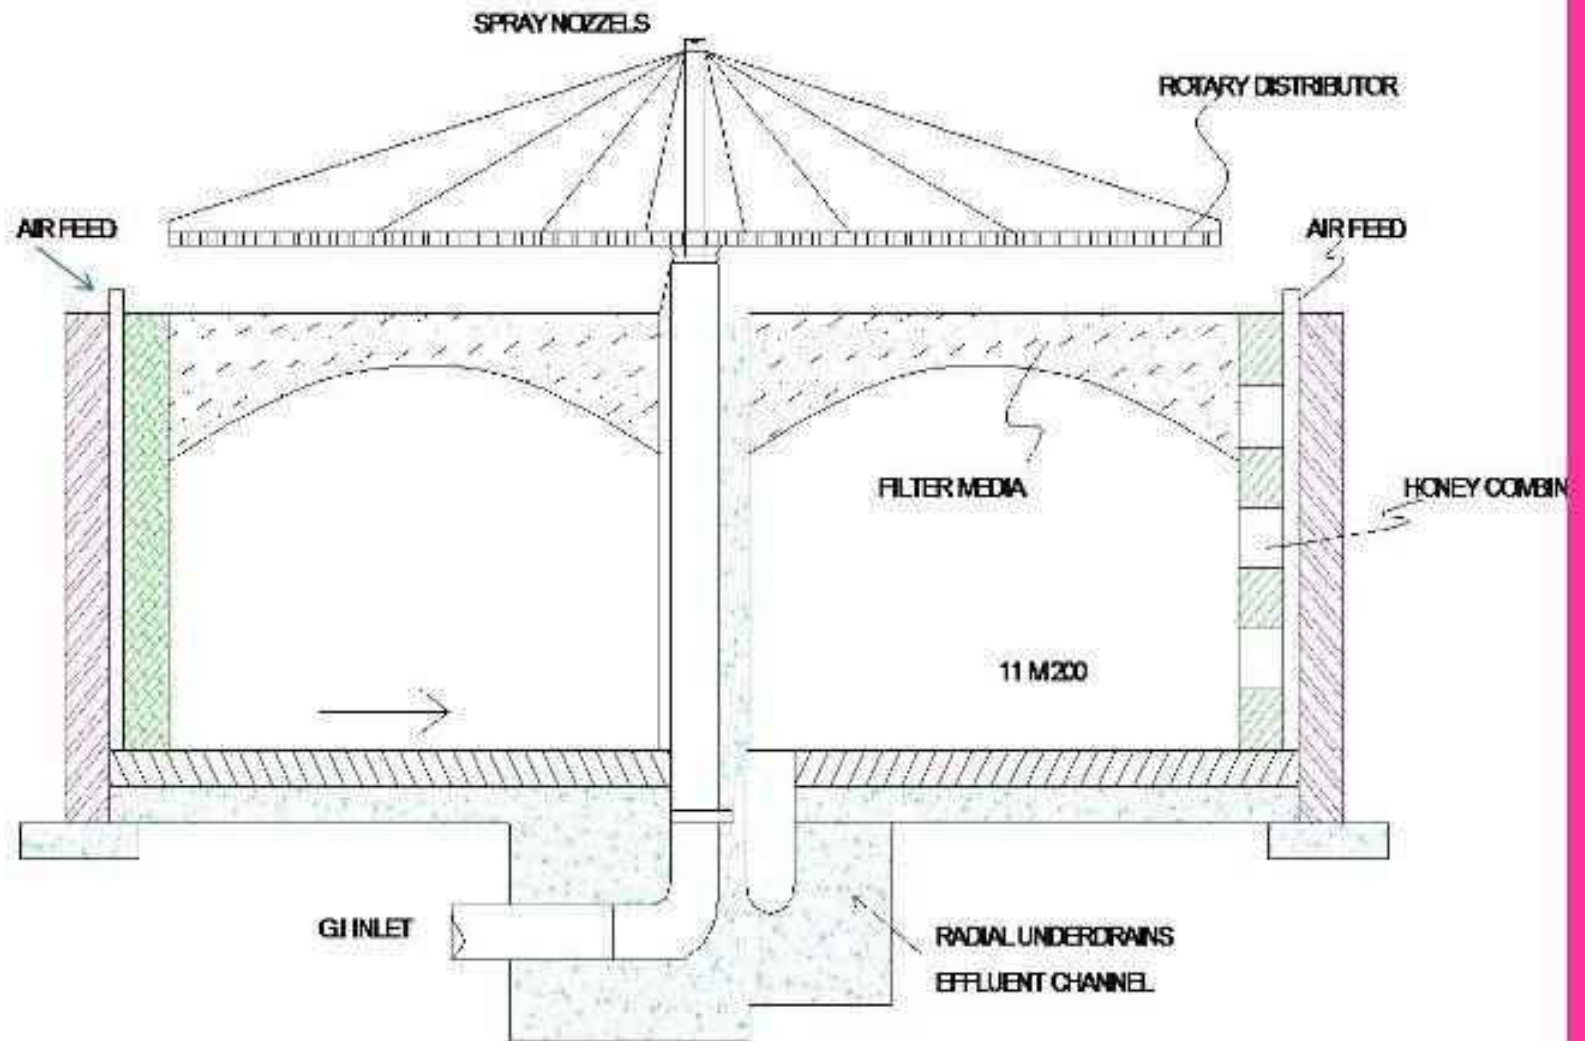 SPRAY NOZZELS
ROTARY DISTRIBUTOR
AIR FEED
AIR FEED
FILTER MEDIA
HONEY COMBIN
11 M200
G.I INLET
RADIAL UNDERDRAINS
EFFLUENT CHANNEL